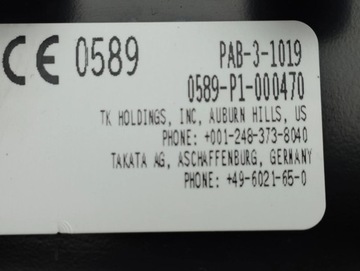 CE 0589
PAB-3-1019
0589-P1-000470
TK HOLDINGS, INC, AUBURN HILLS, US
PHONE: +001-248-373-8040
TAKATA AG, ASCHAFFENBURG, GERMANY
PHONE: +49-6021-65-0